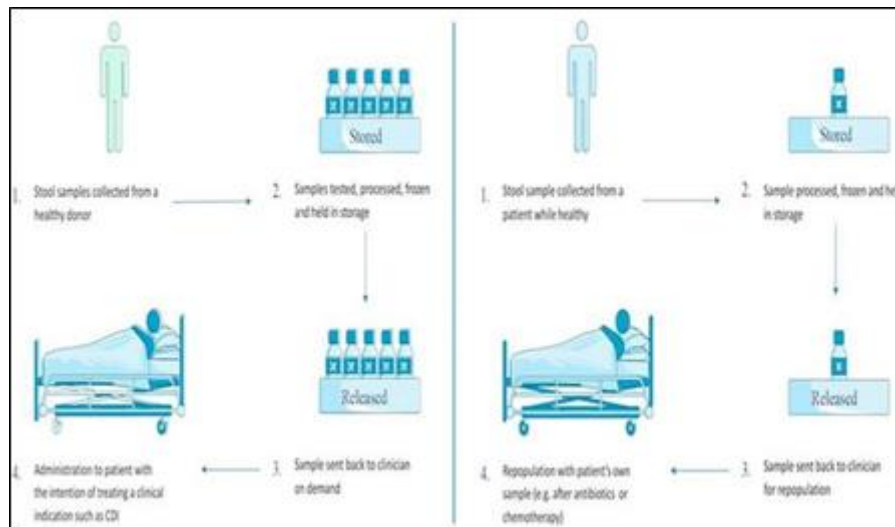 Stored
1. Stool samples collected from a
healthy donor
2. Samples tested, processed, frozen
and held in storage
Released
3. Sample sent back to clinician
on demand
4. Administration to patient with
the intention of treating a clinical
indication such as CDI
Stored
1. Stool sample collected from a
patient while healthy
2. Sample processed, frozen and he
in storage
Released
3. Sample sent back to clinician
for repopulation
4. Repopulation with patient's own
sample (e.g. after antibiotics or
chemotherapy)